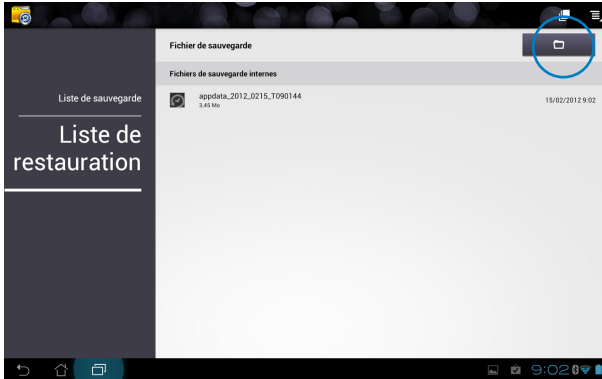 Fichier de sauvegarde
Fichiers de sauvegarde internes
Liste de sauvegarde
Liste de
restauration
appdata_2012_0215_T090144
3,45 Mo
15/02/2012 9:02
9:02